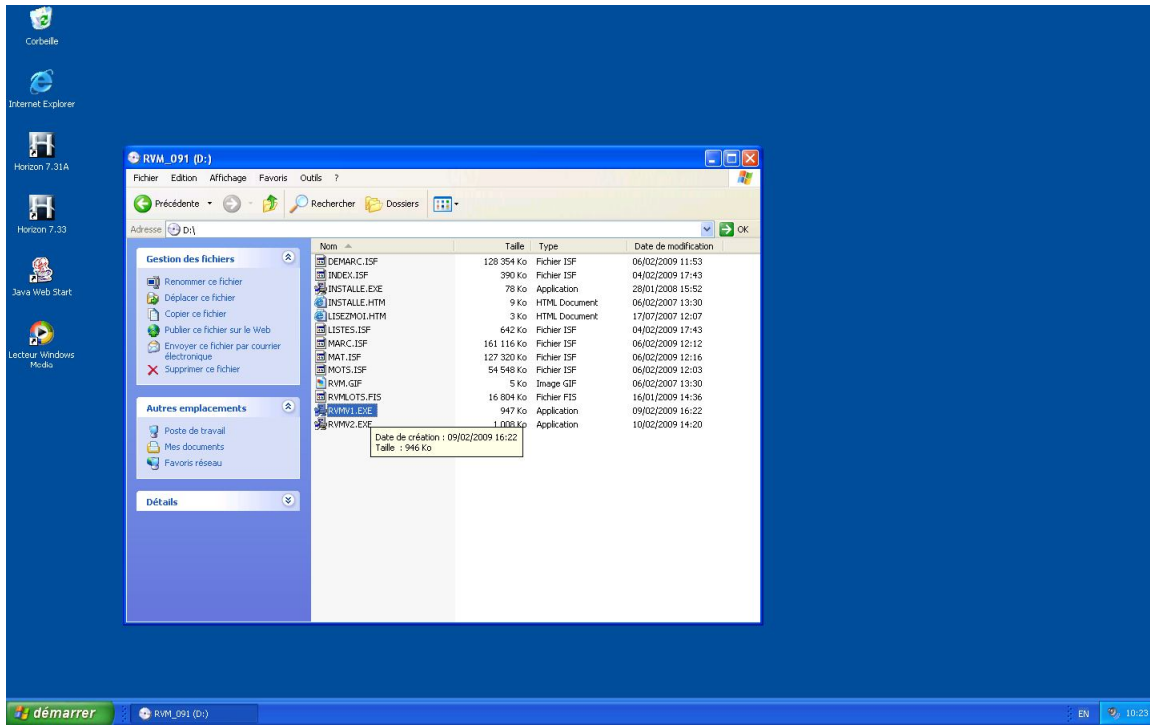 Corbeille
Internet Explorer
Horizon 7.31A
Horizon 7.33
Java Web Start
Lecteur Windows
Media
RVM_091 (D:)
Fichier Edition Affichage Favoris Outils ?
Précédente Rechercher Dossiers
Adresse D:\ OK
Gestion des fichiers
Renommer ce fichier
Déplacer ce fichier
Copier ce fichier
Publier ce fichier sur le Web
Envoyer ce fichier par courrier
électronique
Supprimer ce fichier
Autres emplacements
Poste de travail
Mes documents
Favoris réseau
Détails
Nom Taille Type Date de modification
DEMARC.ISF 128 354 Ko Fichier ISF 06/02/2009 11:53
INDEX.ISF 390 Ko Fichier ISF 04/02/2009 17:43
INSTALLE.EXE 78 Ko Application 28/01/2008 15:52
INSTALLE.HTM 9 Ko HTML Document 06/02/2007 13:30
LISEZMOI.HTM 3 Ko HTML Document 17/07/2007 12:07
LISTES.ISF 642 Ko Fichier ISF 04/02/2009 17:43
MARC.ISF 161 116 Ko Fichier ISF 06/02/2009 12:12
MAT.ISF 127 320 Ko Fichier ISF 06/02/2009 12:16
MOTS.ISF 54 548 Ko Fichier ISF 06/02/2009 12:03
RVM.GIF 5 Ko Image GIF 06/02/2007 13:30
RVMLOTS.FIS 16 804 Ko Fichier FIS 16/01/2009 14:36
RVMV1.EXE 947 Ko Application 09/02/2009 16:22
RVMV2.EXE 1 008 Ko Application 10/02/2009 14:20
Date de création : 09/02/2009 16:22
Taille : 946 Ko
démarrer RVM_091 (D:) EN 10:23